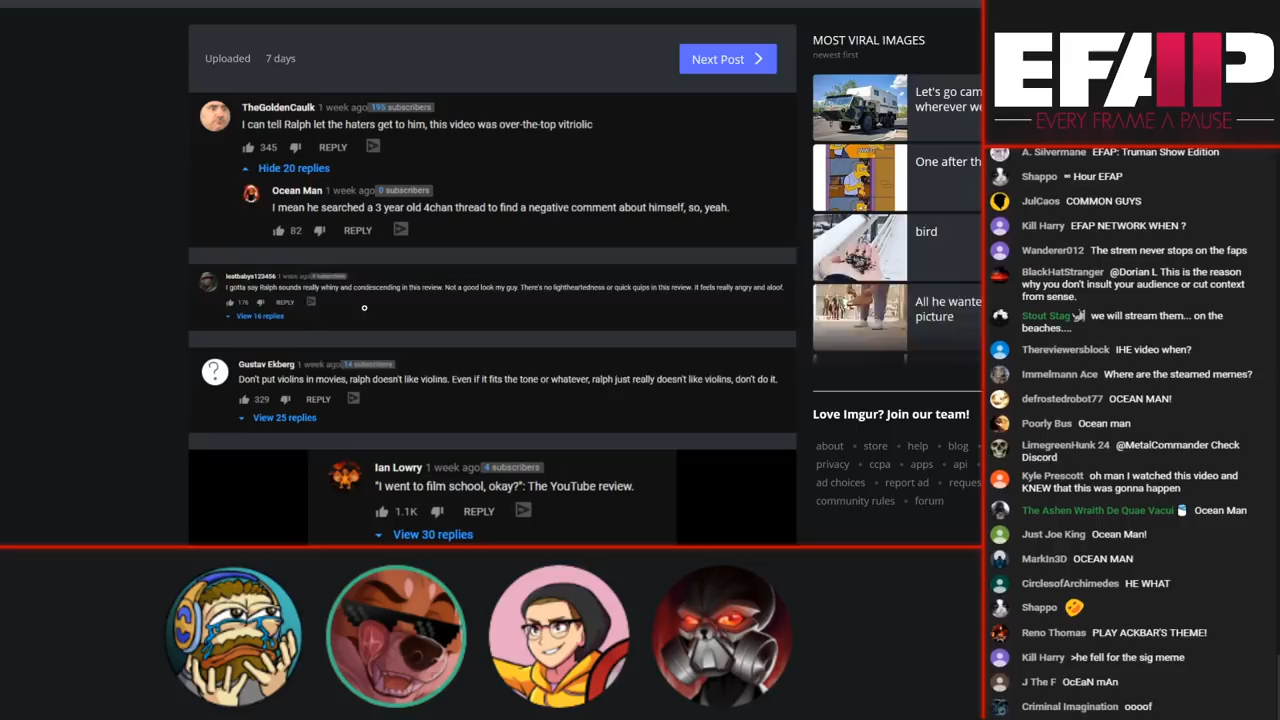 Uploaded 7 days
Next Post
TheGoldenCaulk 1 week ago 195 subscribers
I can tell Ralph let the haters get to him, this video was over-the-top vitriolic
345 REPLY
Hide 20 replies
Ocean Man 1 week ago 0 subscribers
I mean he searched a 3 year old 4chan thread to find a negative comment about himself, so, yeah.
82 REPLY
ieatbabys123456 1 week ago subscribers
I gotta say Ralph sounds really whiny and condescending in this review. Not a good look my guy. There's no lightheartedness or quick quips in this review. It feels really angry and aloof.
176 REPLY
View 16 replies
?
Gustav Ekberg 1 week ago 14 subscribers
Don't put violins in movies, ralph doesn't like violins. Even if it fits the tone or whatever, ralph just really doesn't like violins, don't do it.
329 REPLY
View 25 replies
Ian Lowry 1 week ago 4 subscribers
"I went to film school, okay?": The YouTube review.
1.1K REPLY
View 30 replies
MOST VIRAL IMAGES
newest first
Let's go cam
wherever we
One after th
bird
All he wante
picture
Love Imgur? Join our team!
about • store • help • blog •
privacy • ccpa • apps • api •
ad choices • report ad • reques
community rules • forum
EFAP
EVERY FRAME A PAUSE
A. Silvermane EFAP: Truman Show Edition
Shappo ∞ Hour EFAP
JulCaos COMMON GUYS
Kill Harry EFAP NETWORK WHEN ?
Wanderer012 The strem never stops on the faps
BlackHatStranger @Dorian L This is the reason
why you don't insult your audience or cut context
from sense.
Stout Stag we will stream them... on the
beaches....
Thereviewersblock IHE video when?
Immelmann Ace Where are the steamed memes?
defrostedrobot77 OCEAN MAN!
Poorly Bus Ocean man
LimegreenHunk 24 @MetalCommander Check
Discord
Kyle Prescott oh man I watched this video and
KNEW that this was gonna happen
The Ashen Wraith De Quae Vacui Ocean Man
Just Joe King Ocean Man!
MarkIn3D OCEAN MAN
CirclesofArchimedes HE WHAT
Shappo
Reno Thomas PLAY ACKBAR'S THEME!
Kill Harry >he fell for the sig meme
J The F OcEaN mAn
Criminal Imagination oooof